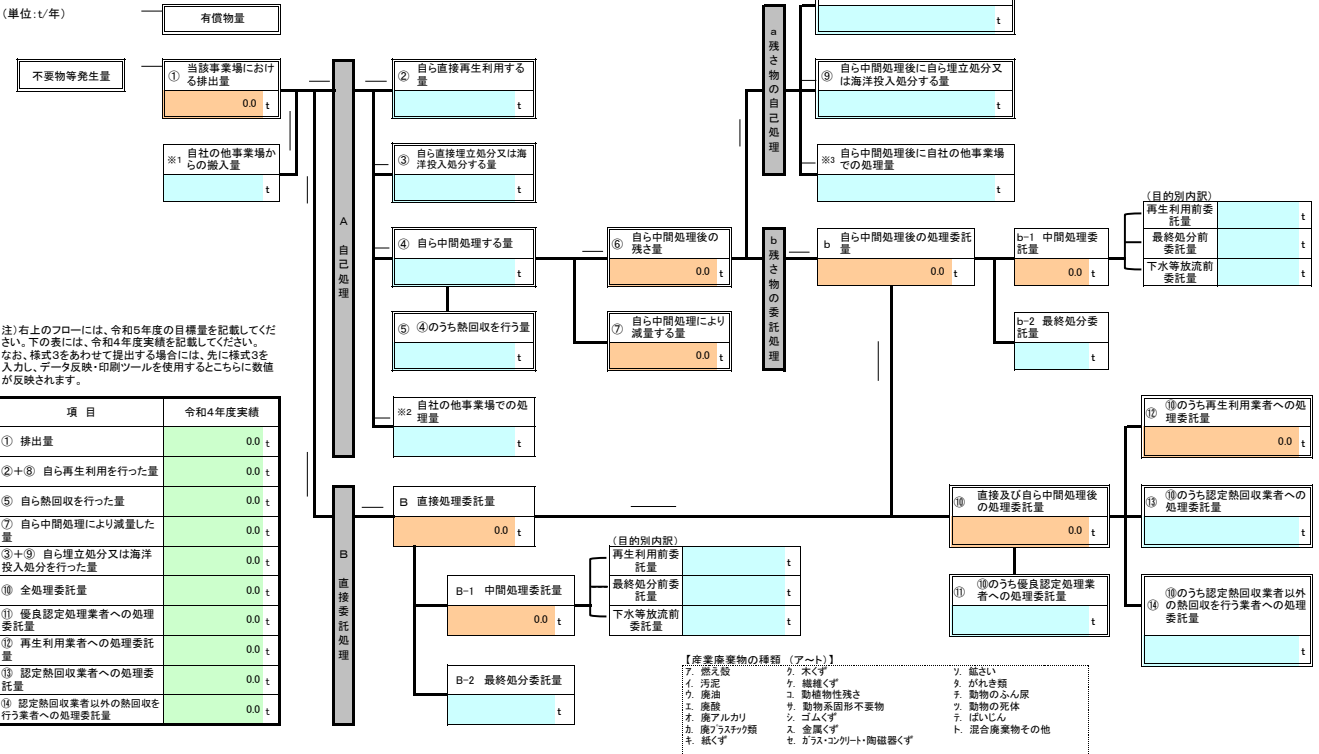 (単位:t/年)
有償物量
不要物等発生量
① 当該事業場におけ
る排出量
0.0 t
※1 自社の他事業場か
らの搬入量
t
A 自己処理
② 自ら直接再生利用する
量
t
③ 自ら直接埋立処分又は海
洋投入処分する量
t
④ 自ら中間処理する量
t
⑤ ④のうち熱回収を行う量
t
※2 自社の他事業場での処
理量
t
⑥ 自ら中間処理後の
残さ量
0.0 t
⑦ 自ら中間処理により
減量する量
0.0 t
a 残さ物の自己処理
t
⑨ 自ら中間処理後に自ら埋立処分又
は海洋投入処分する量
t
※3 自ら中間処理後に自社の他事業場
での処理量
t
b 残さ物の委託処理
b 自ら中間処理後の処理委託
量
0.0 t
b-1 中間処理委
託量
0.0 t
b-2 最終処分委
託量
t
(目的別内訳)
再生利用前委
託量
t
最終処分前
委託量
t
下水等放流前
委託量
t
注)右上のフローには、令和5年度の目標量を記載してくだ
さい。下の表には、令和4年度実績を記載してください。
なお、様式3をあわせて提出する場合には、先に様式3を
入力し、データ反映・印刷ツールを使用するとこちらに数値
が反映されます。
項 目 令和4年度実績
① 排出量 0.0 t
②+⑧ 自ら再生利用を行った量 0.0 t
⑤ 自ら熱回収を行った量 0.0 t
⑦ 自ら中間処理により減量した
量 0.0 t
③+⑨ 自ら埋立処分又は海洋
投入処分を行った量 0.0 t
⑩ 全処理委託量 0.0 t
⑪ 優良認定処理業者への処理
委託量 0.0 t
⑫ 再生利用業者への処理委託
量 0.0 t
⑬ 認定熱回収業者への処理委
託量 0.0 t
⑭ 認定熱回収業者以外の熱回収を
行う業者への処理委託量 0.0 t
B 直接委託処理
B 直接処理委託量
0.0 t
B-1 中間処理委託量
0.0 t
B-2 最終処分委託量
t
(目的別内訳)
再生利用前委
託量
t
最終処分前委
託量
t
下水等放流前
委託量
t
⑩ 直接及び自ら中間処理後
の処理委託量
0.0 t
⑪ ⑩のうち優良認定処理業
者への処理委託量
t
⑫ ⑩のうち再生利用業者への処
理委託量
0.0 t
⑬ ⑩のうち認定熱回収業者への
処理委託量
t
⑭ ⑩のうち認定熱回収業者以外
の熱回収を行う業者への処理
委託量
t
【産業廃棄物の種類 (ア~ト)】
ア. 燃え殻 ク. 木くず ソ. 鉱さい
イ. 汚泥 ケ. 繊維くず タ. がれき類
ウ. 廃油 コ. 動植物性残さ チ. 動物のふん尿
エ. 廃酸 サ. 動物系固形不要物 ツ. 動物の死体
オ. 廃アルカリ シ. ゴムくず テ. ばいじん
カ. 廃プラスチック類 ス. 金属くず ト. 混合廃棄物その他
キ. 紙くず セ. ガラス・コンクリート・陶磁器くず